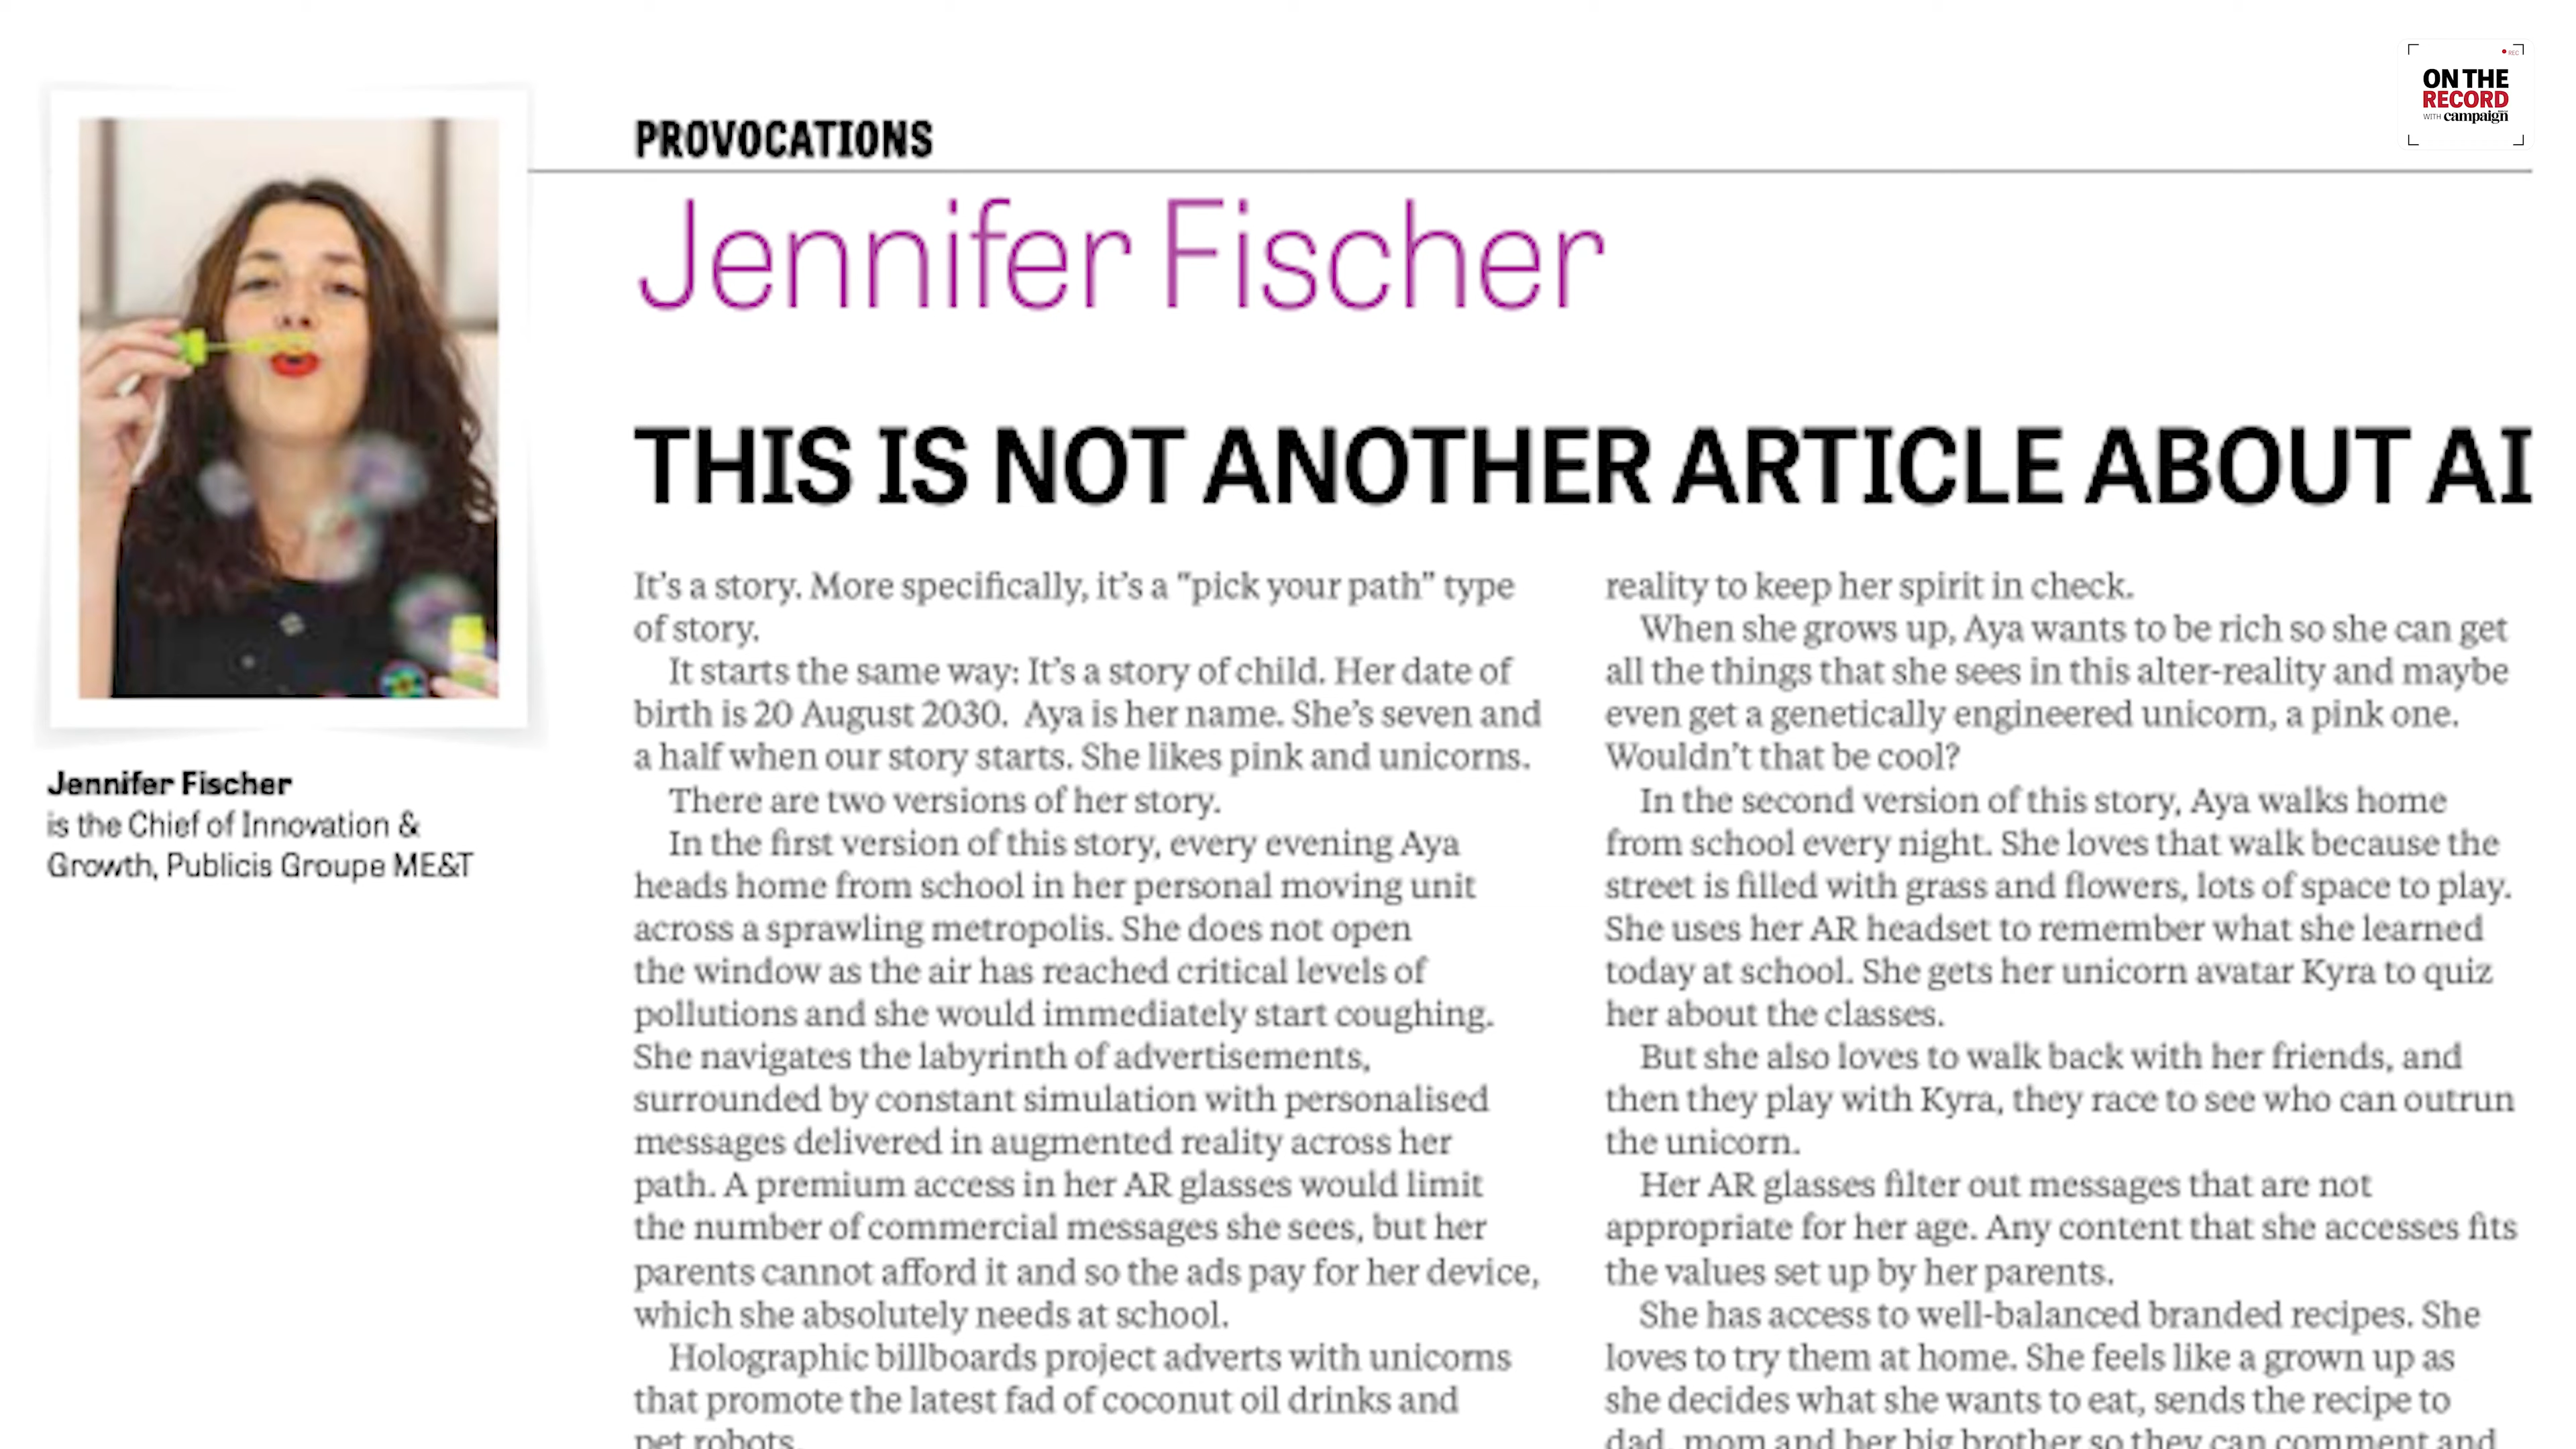 REC
ON THE
RECORD
WITH campaign
PROVOCATIONS
Jennifer Fischer
THIS IS NOT ANOTHER ARTICLE ABOUT AI
Jennifer Fischer
is the Chief of Innovation &
Growth, Publicis Groupe ME&T
It's a story. More specifically, it's a "pick your path" type
of story.
It starts the same way: It's a story of child. Her date of
birth is 20 August 2030. Aya is her name. She's seven and
a half when our story starts. She likes pink and unicorns.
There are two versions of her story.
In the first version of this story, every evening Aya
heads home from school in her personal moving unit
across a sprawling metropolis. She does not open
the window as the air has reached critical levels of
pollutions and she would immediately start coughing.
She navigates the labyrinth of advertisements,
surrounded by constant simulation with personalised
messages delivered in augmented reality across her
path. A premium access in her AR glasses would limit
the number of commercial messages she sees, but her
parents cannot afford it and so the ads pay for her device,
which she absolutely needs at school.
Holographic billboards project adverts with unicorns
that promote the latest fad of coconut oil drinks and
pet robots.
reality to keep her spirit in check.
When she grows up, Aya wants to be rich so she can get
all the things that she sees in this alter-reality and maybe
even get a genetically engineered unicorn, a pink one.
Wouldn't that be cool?
In the second version of this story, Aya walks home
from school every night. She loves that walk because the
street is filled with grass and flowers, lots of space to play.
She uses her AR headset to remember what she learned
today at school. She gets her unicorn avatar Kyra to quiz
her about the classes.
But she also loves to walk back with her friends, and
then they play with Kyra, they race to see who can outrun
the unicorn.
Her AR glasses filter out messages that are not
appropriate for her age. Any content that she accesses fits
the values set up by her parents.
She has access to well-balanced branded recipes. She
loves to try them at home. She feels like a grown up as
she decides what she wants to eat, sends the recipe to
dad, mom and her big brother so they can comment and